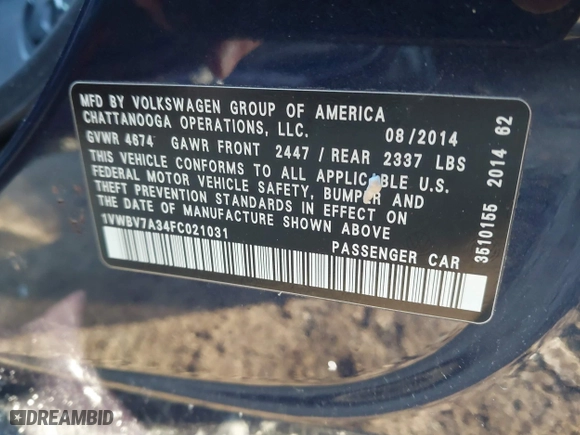 MFD BY VOLKSWAGEN GROUP OF AMERICA
CHATTANOOGA OPERATIONS, LLC. 08/2014
GVWR 4674 GAWR FRONT 2447 / REAR 2337 LBS
THIS VEHICLE CONFORMS TO ALL APPLICABLE U.S.
FEDERAL MOTOR VEHICLE SAFETY, BUMPER AND
THEFT PREVENTION STANDARDS IN EFFECT ON
THE DATE OF MANUFACTURE SHOWN ABOVE
1VWBV7A34FC021031 PASSENGER CAR
3510155 2014 62
DREAMBID